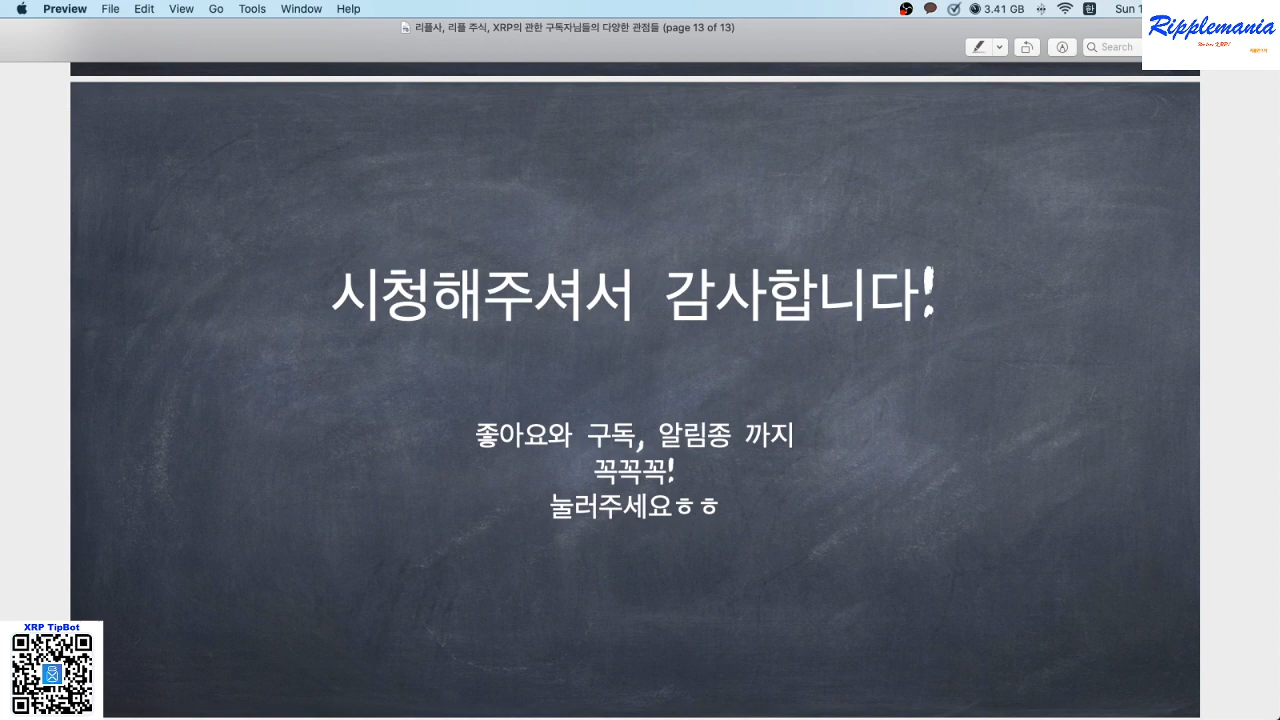 Preview File Edit View Go Tools Window Help
3.41 GB
한
Sun 1
리플사, 리플 주식, XRP의 관한 구독자님들의 다양한 관점들 (page 13 of 13)
Search
Ripplemania
시청해주셔서 감사합니다!
좋아요와 구독, 알림종 까지
꼭꼭꼭!
눌러주세요ㅎㅎ
XRP TipBot